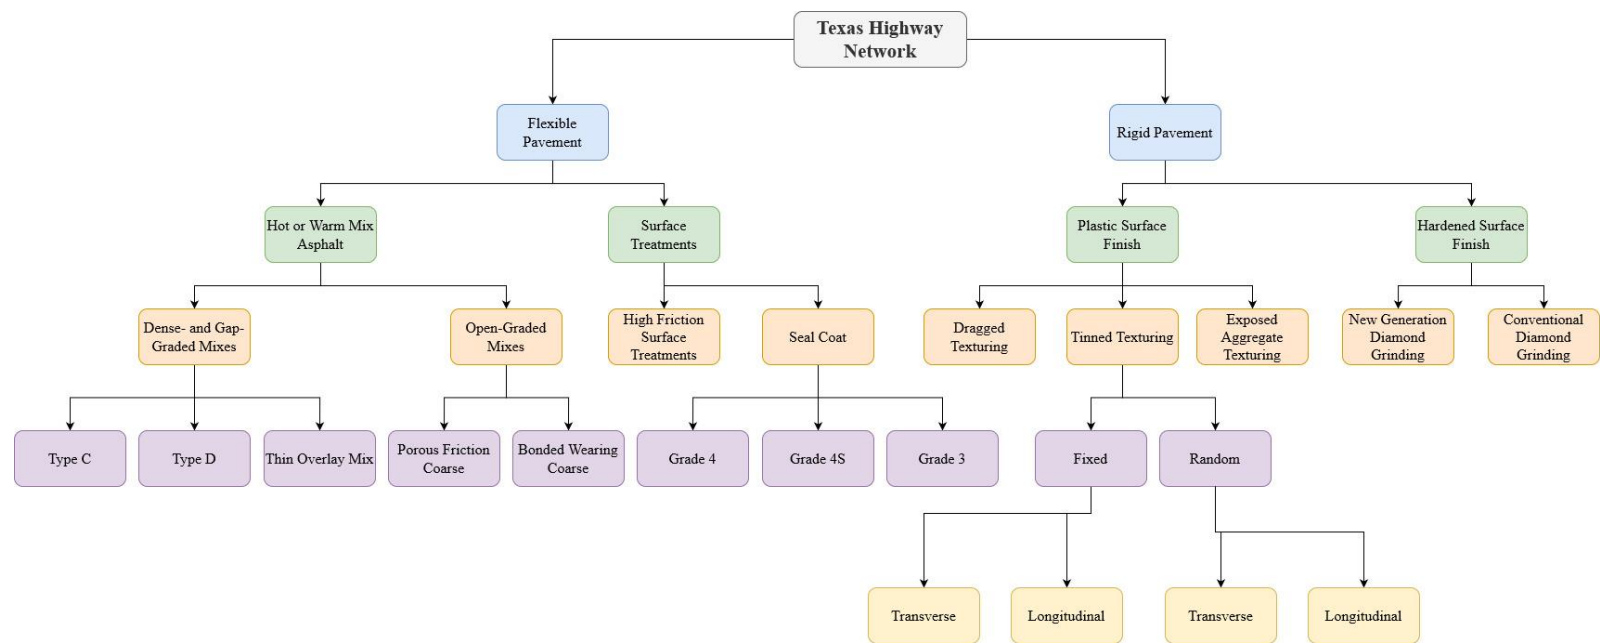 Texas Highway
Network
Flexible
Pavement
Rigid Pavement
Hot or Warm Mix
Asphalt
Surface
Treatments
Plastic Surface
Finish
Hardened Surface
Finish
Dense- and Gap-
Graded Mixes
Open-Graded
Mixes
High Friction
Surface
Treatments
Seal Coat
Dragged
Texturing
Tinned Texturing
Exposed
Aggregate
Texturing
New Generation
Diamond
Grinding
Conventional
Diamond
Grinding
Type C
Type D
Thin Overlay Mix
Porous Friction
Coarse
Bonded Wearing
Coarse
Grade 4
Grade 4S
Grade 3
Fixed
Random
Transverse
Longitudinal
Transverse
Longitudinal